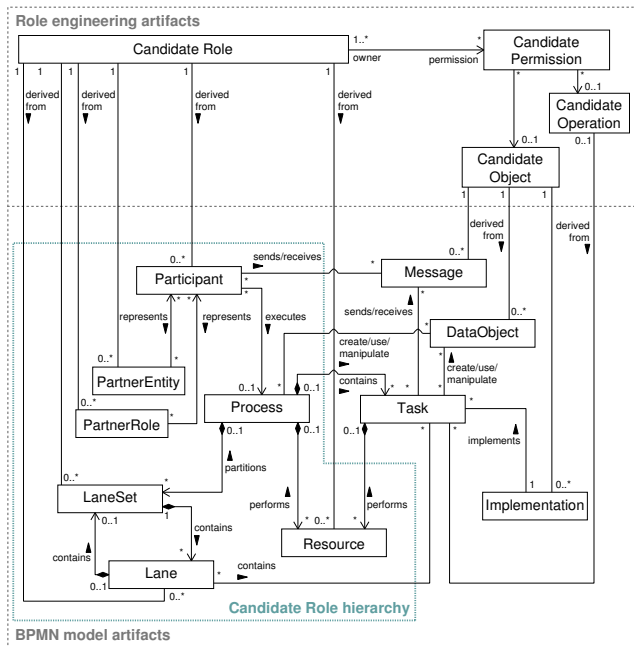 Role engineering artifacts
Candidate Role
1..*
owner
*
permission
Candidate
Permission
1 1 1 1 1 1
derived
from
derived
from
derived
from
derived
from
* *
0..1
Candidate
Operation
0..1
0..1
Candidate
Object
1 1 1
derived
from
derived
from
0..*
Participant
*
sends/receives
*
0..*
Message
*
*
* * *
represents
represents
executes
sends/receives
*
0..*
DataObject
*
create/use/
manipulate
create/use/
manipulate
0..*
*
PartnerEntity
0..1
*
0..1
contains
*
*
*
0..*
PartnerRole
*
Process
Task
*
0..1
0..1
0..1
*
*
implements
partitions
0..*
LaneSet
*
0..1
1
contains
performs
performs
1
0..*
Implementation
*
0..*
*
Resource
contains
*
Lane
0..1
0..*
*
contains
Candidate Role hierarchy
BPMN model artifacts